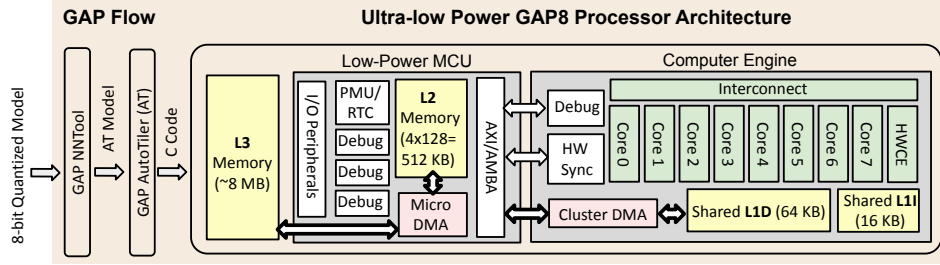 GAP Flow
Ultra-low Power GAP8 Processor Architecture
8-bit Quantized Model
GAP NNTool
AT Model
GAP AutoTiler (AT)
C Code
L3
Memory
(~8 MB)
Low-Power MCU
I/O Peripherals
PMU/
RTC
Debug
Debug
Debug
L2
Memory
(4x128=
512 KB)
Micro
DMA
AXI/AMBA
Computer Engine
Debug
HW
Sync
Cluster DMA
Interconnect
Core 0
Core 1
Core 2
Core 3
Core 4
Core 5
Core 6
Core 7
HWCE
Shared L1D (64 KB)
Shared L1I
(16 KB)